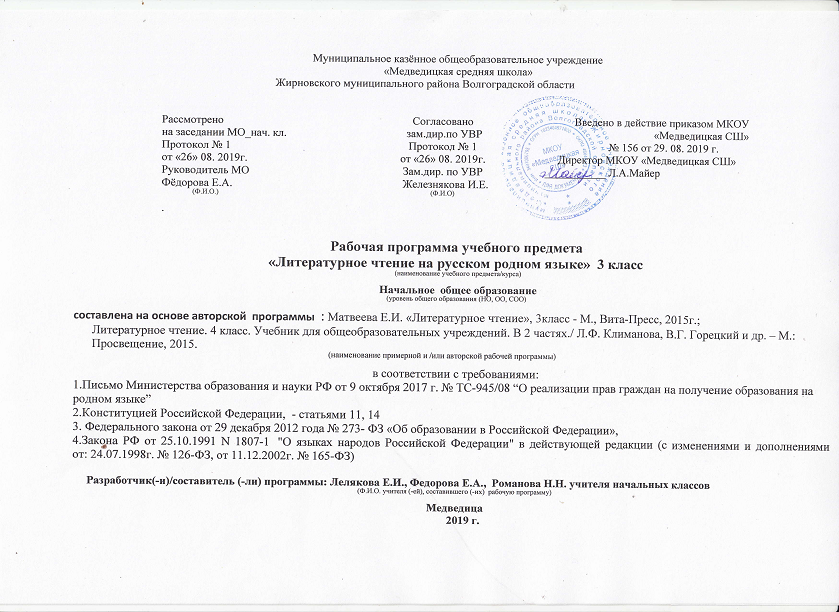 Муниципальное казённое общеобразовательное учреждение
«Медведицкая средняя школа»
Жирновского муниципального района Волгоградской области
Рассмотрено
на заседании МО_нач. кл.
Протокол № 1
от «26» 08. 2019г.
Руководитель МО
Фёдорова Е.А.
(Ф.И.О.)
.
Согласовано
зам.дир.по УВР
Протокол № 1
от «26» 08. 2019г.
Зам.дир. по УВР
Железнякова И.Е.
(Ф.И.О)
Введено в действие приказом МКОУ
«Медведицкая СШ»
№ 156 от 29. 08. 2019 г.
Директор МКОУ «Медведицкая СШ»
Л.А.Майер
МКОУ
«Медведицкая
Рабочая программа учебного предмета
«Литературное чтение на русском родном языке» 3 класс
(наименование учебного предмета/курса)
Начальное общее образование
(уровень общего образования (НО, ОО, СОО)
составлена на основе авторской программы : Матвеева Е.И. «Литературное чтение», 3класс - М., Вита-Пресс, 2015г.;
Литературное чтение. 4 класс. Учебник для общеобразовательных учреждений. В 2 частях./ Л.Ф. Климанова, В.Г. Горецкий и др. – М.:
Просвещение, 2015.
(наименование примерной и /или авторской рабочей программы)
в соответствии с требованиями:
1.Письмо Министерства образования и науки РФ от 9 октября 2017 г. № ТС-945/08 “О реализации прав граждан на получение образования на
родном языке”
2.Конституцией Российской Федерации, - статьями 11, 14
3. Федерального закона от 29 декабря 2012 года № 273- ФЗ «Об образовании в Российской Федерации»,
4.Закона РФ от 25.10.1991 N 1807-1 "О языках народов Российской Федерации" в действующей редакции (с изменениями и дополнениями
от: 24.07.1998г. № 126-ФЗ, от 11.12.2002г. № 165-ФЗ)
Разработчик(-и)/составитель (-ли) программы: Лелякова Е.И., Федорова Е.А., Романова Н.Н. учителя начальных классов
(Ф.И.О. учителя (-ей), составившего (-их) рабочую программу)
Медведица
2019 г.